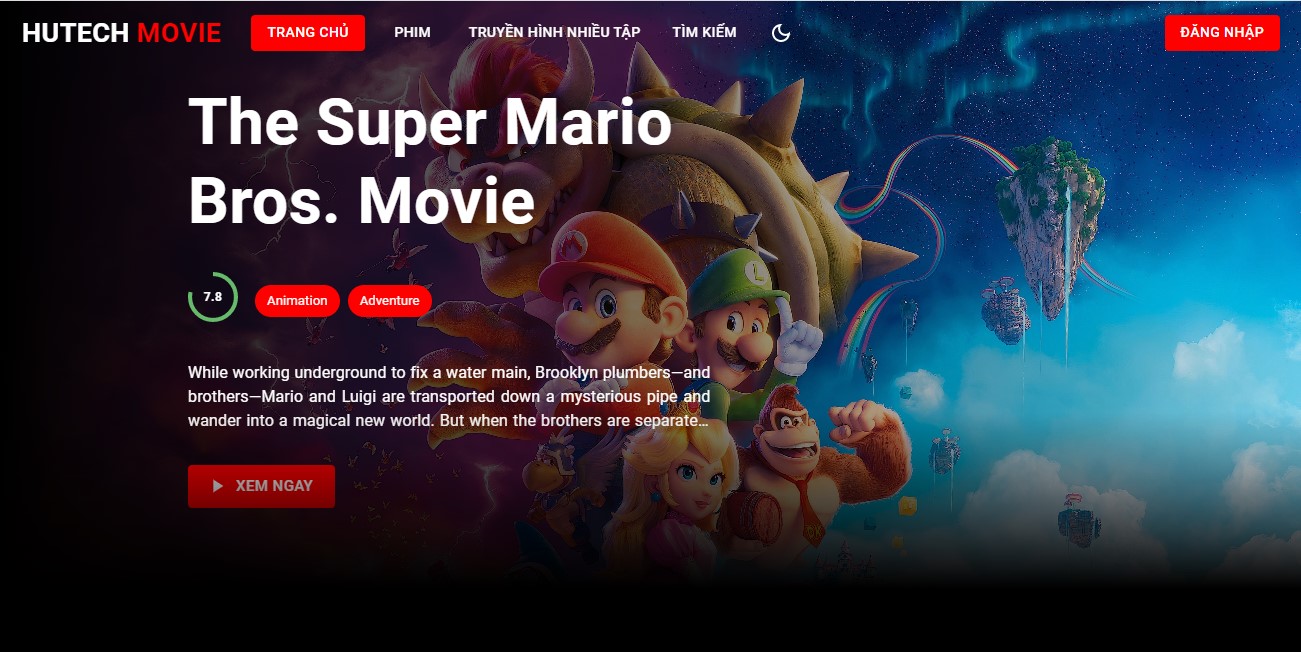 HUTECH MOVIE TRANG CHỦ PHIM TRUYỀN HÌNH NHIỀU TẬP TÌM KIẾM ĐĂNG NHẬP
The Super Mario
Bros. Movie
7.8 Animation Adventure
While working underground to fix a water main, Brooklyn plumbers—and
brothers—Mario and Luigi are transported down a mysterious pipe and
wander into a magical new world. But when the brothers are separate...
XEM NGAY
M
L
DK